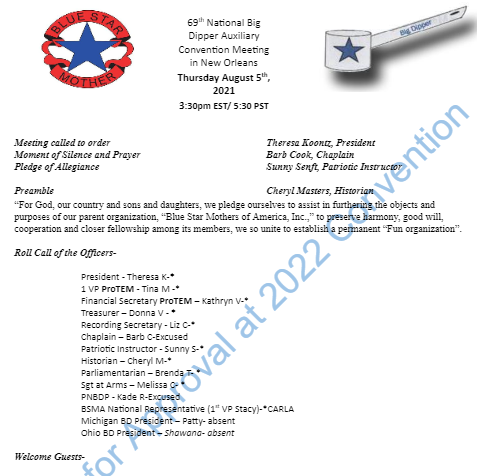 BLUE STAR
MOTHER
69th National Big
Dipper Auxiliary
Convention Meeting
in New Orleans
Thursday August 5th,
2021
3:30pm EST/ 5:30 PST
Big Dipper
Meeting called to order Theresa Koontz, President
Moment of Silence and Prayer Barb Cook, Chaplain
Pledge of Allegiance Sunny Senft, Patriotic Instructor
Preamble Cheryl Masters, Historian
“For God, our country and sons and daughters, we pledge ourselves to assist in furthering the objects and
purposes of our parent organization, “Blue Star Mothers of America, Inc.,” to preserve harmony, good will,
cooperation and closer fellowship among its members, we so unite to establish a permanent “Fun organization”.
Roll Call of the Officers-
President - Theresa K-*
1 VP ProTEM - Tina M -*
Financial Secretary ProTEM – Kathryn V-*
Treasurer – Donna V - *
Recording Secretary - Liz C-*
Chaplain – Barb C-Excused
Patriotic Instructor - Sunny S-*
Historian – Cheryl M-*
Parliamentarian – Brenda T- *
Sgt at Arms – Melissa C- *
PNBDP - Kade R-Excused
BSMA National Representative (1st VP Stacy)-*CARLA
Michigan BD President – Patty- absent
Ohio BD President – Shawana- absent
Welcome Guests-
for Approval at 2022 Convention